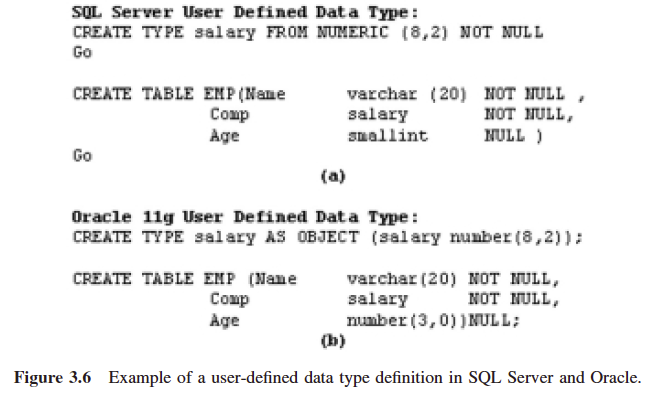 SQL Server User Defined Data Type:
CREATE TYPE salary FROM NUMERIC (8,2) NOT NULL
Go
CREATE TABLE EMP(Name varchar (20) NOT NULL ,
Comp salary NOT NULL,
Age smallint NULL )
Go
(a)
Oracle 11g User Defined Data Type:
CREATE TYPE salary AS OBJECT (salary number(8,2));
CREATE TABLE EMP (Name varchar(20) NOT NULL,
Comp salary NOT NULL,
Age number(3,0))NULL;
(b)
Figure 3.6 Example of a user-defined data type definition in SQL Server and Oracle.